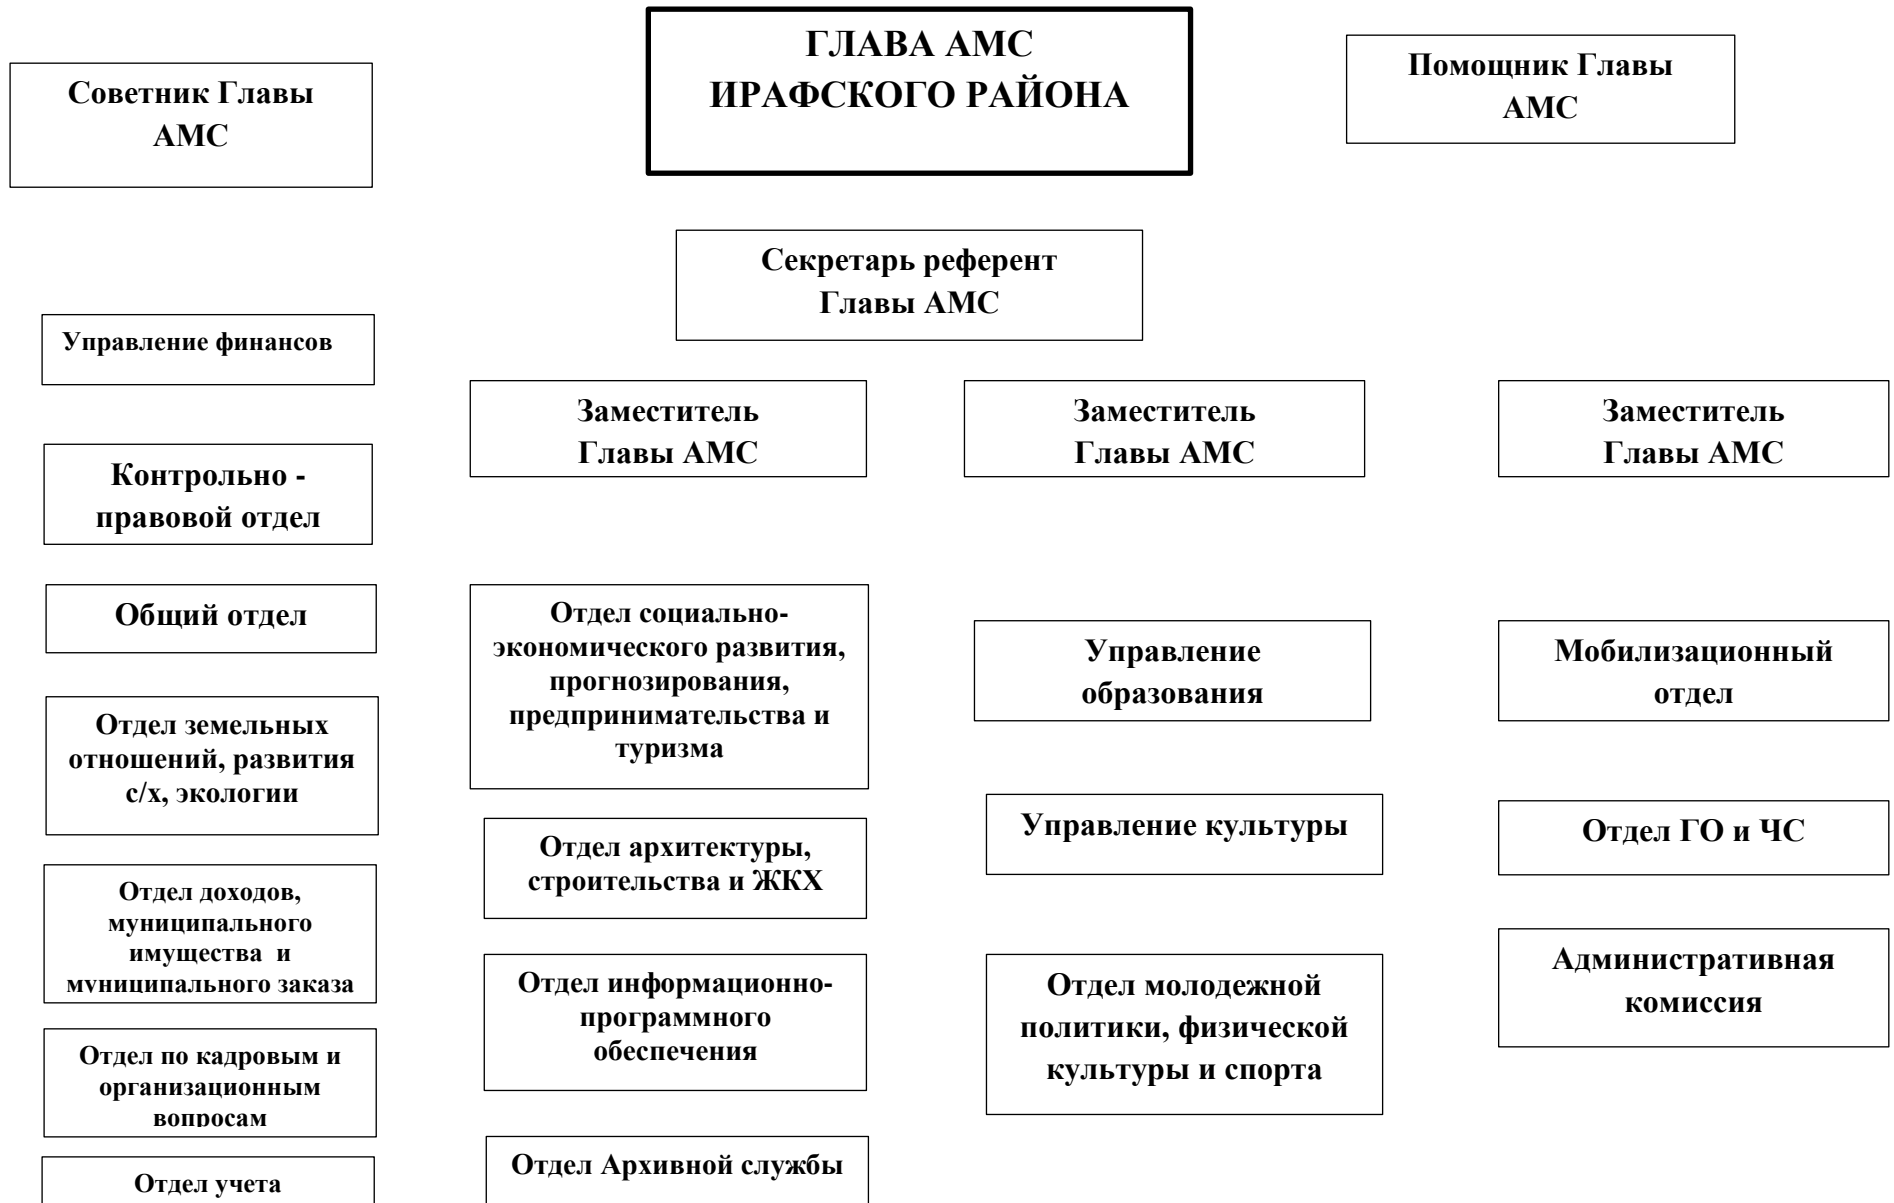 ГЛАВА АМС
ИРАФСКОГО РАЙОНА
Советник Главы
АМС
Помощник Главы
АМС
Секретарь референт
Главы АМС
Управление финансов
Контрольно -
правовой отдел
Общий отдел
Отдел земельных
отношений, развития
с/х, экологии
Отдел доходов,
муниципального
имущества и
муниципального заказа
Отдел по кадровым и
организационным
вопросам
Отдел учета
Заместитель
Главы АМС
Отдел социально-
экономического развития,
прогнозирования,
предпринимательства и
туризма
Отдел архитектуры,
строительства и ЖКХ
Отдел информационно-
программного
обеспечения
Отдел Архивной службы
Заместитель
Главы АМС
Управление
образования
Управление культуры
Отдел молодежной
политики, физической
культуры и спорта
Заместитель
Главы АМС
Мобилизационный
отдел
Отдел ГО и ЧС
Административная
комиссия